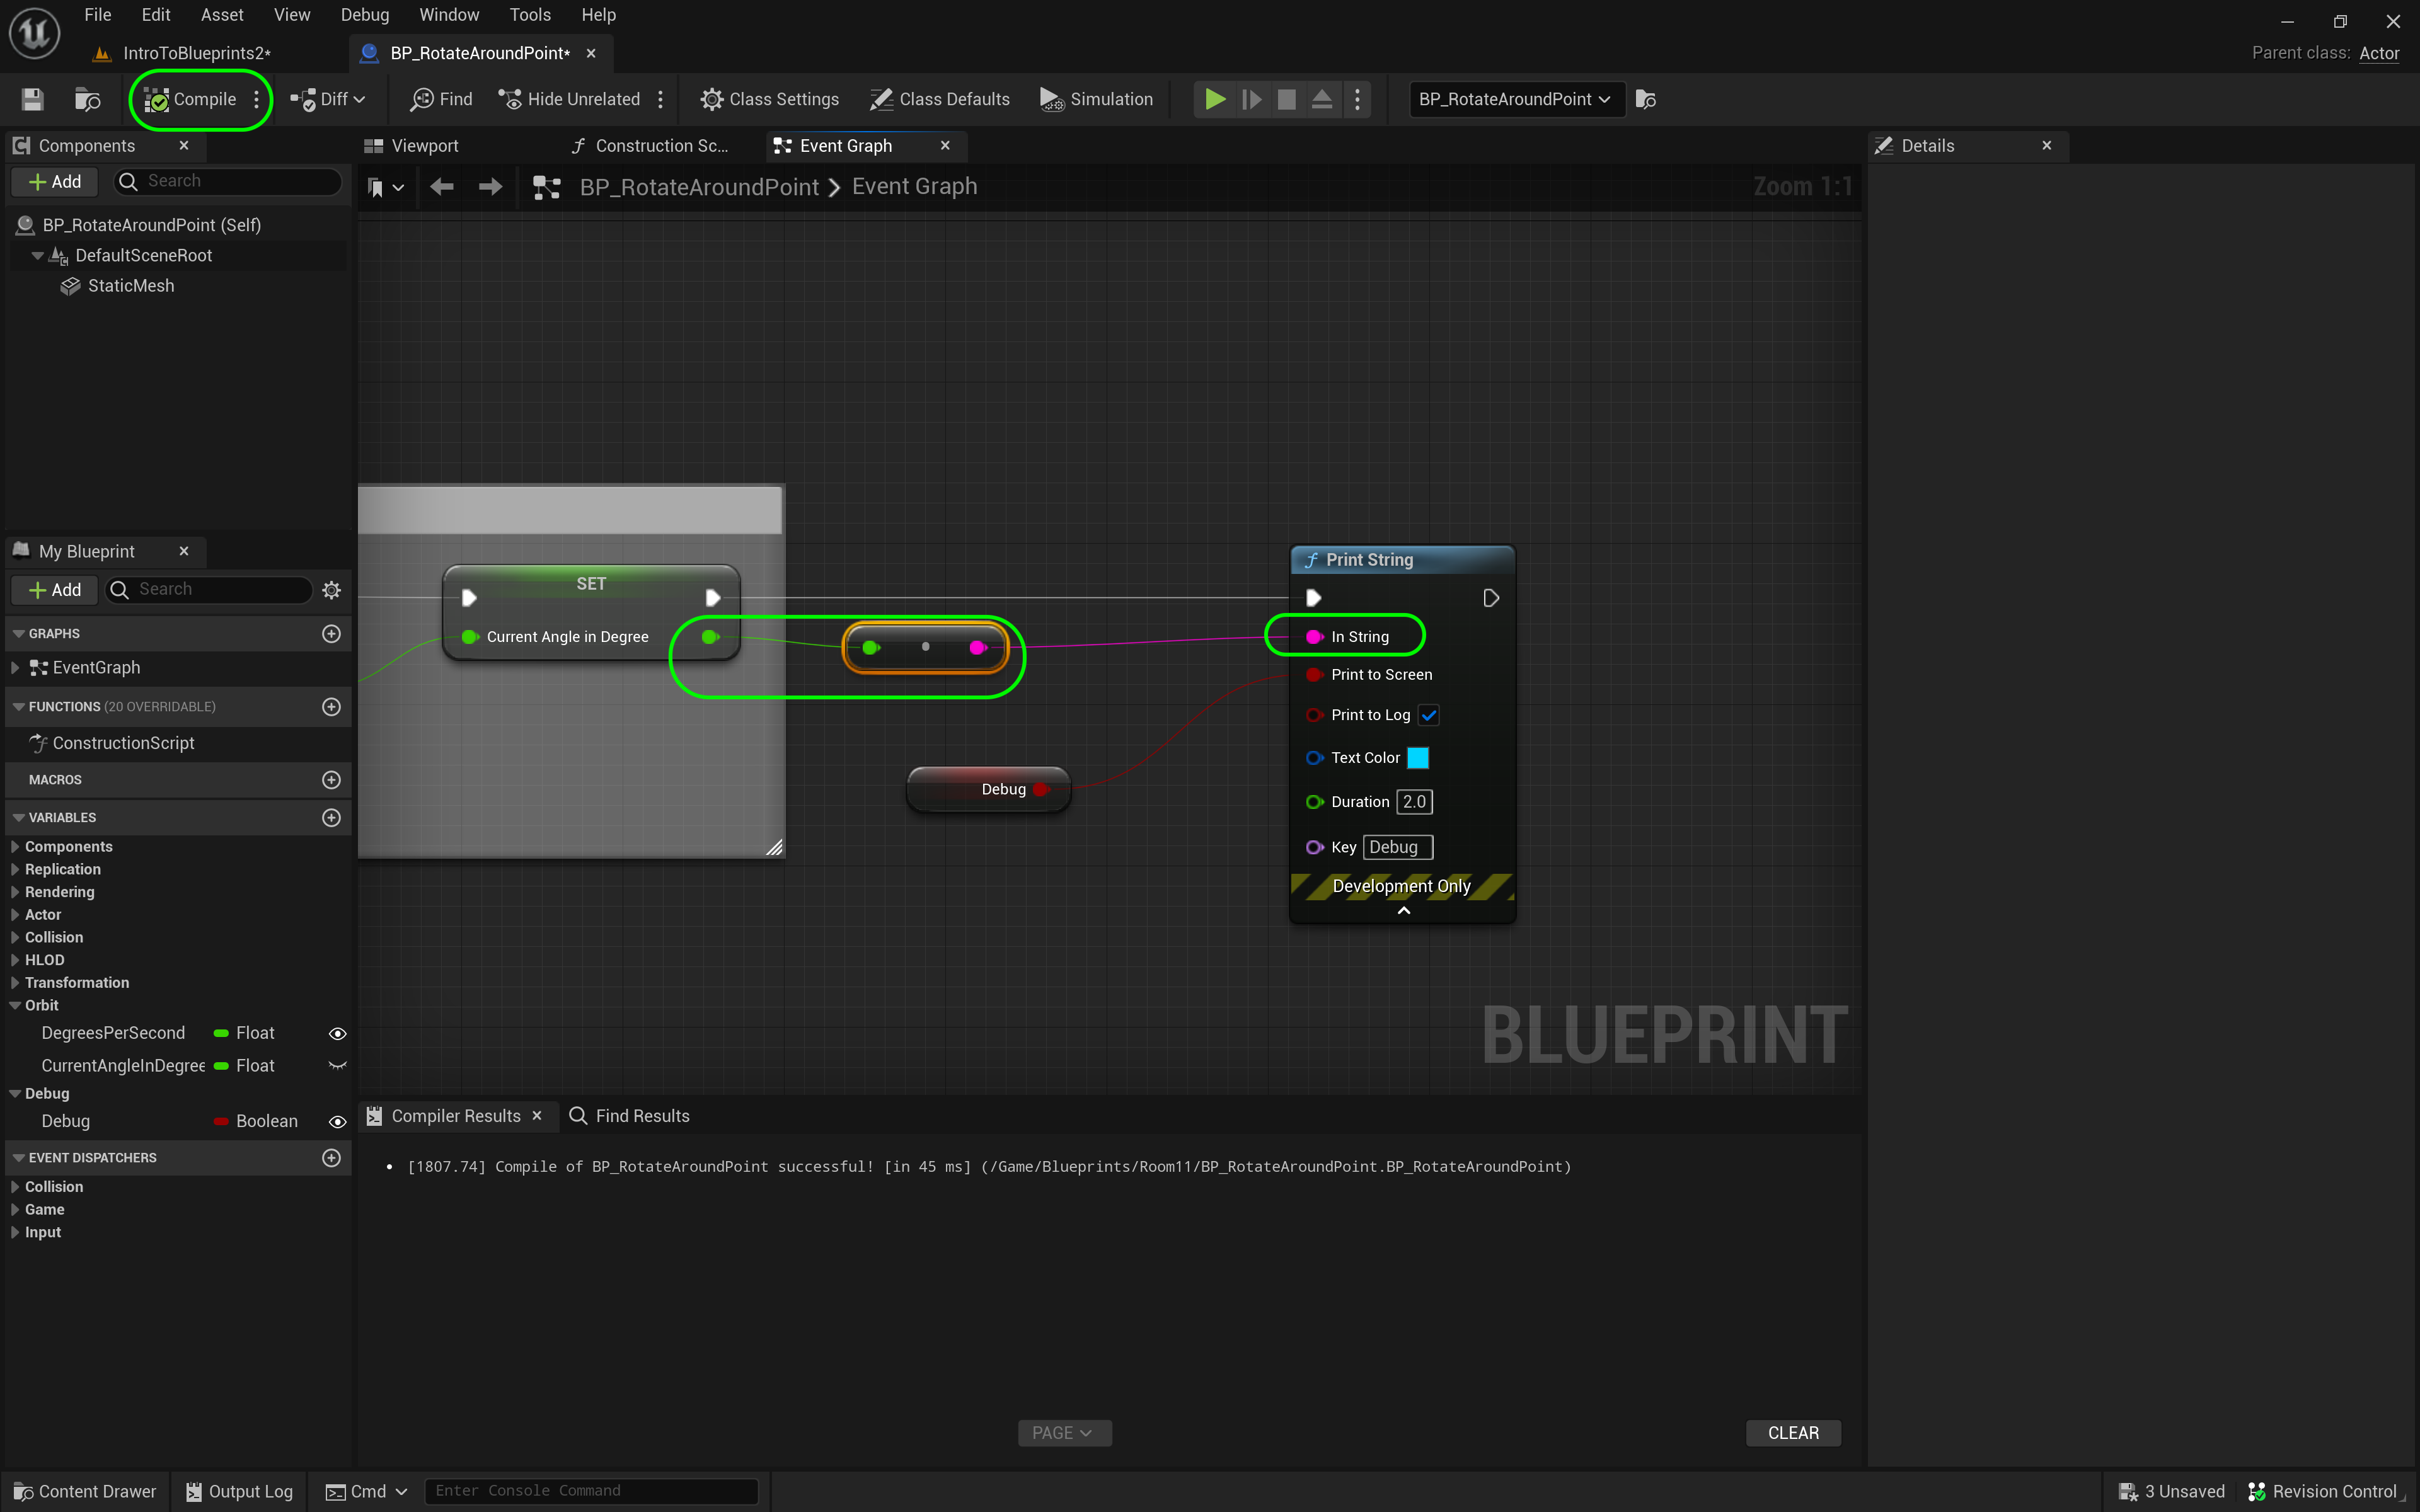 File Edit Asset View Debug Window Tools Help
IntroToBlueprints2*
BP_RotateAroundPoint*
Parent class: Actor
Compile
Diff
Find
Hide Unrelated
Class Settings
Class Defaults
Simulation
BP_RotateAroundPoint
Components
Add
Search
BP_RotateAroundPoint (Self)
DefaultSceneRoot
StaticMesh
My Blueprint
Add
Search
GRAPHS
EventGraph
FUNCTIONS (20 OVERRIDABLE)
ConstructionScript
MACROS
VARIABLES
Components
Replication
Rendering
Actor
Collision
HLOD
Transformation
Orbit
DegreesPerSecond Float
CurrentAngleInDegree Float
Debug
Debug Boolean
EVENT DISPATCHERS
Collision
Game
Input
Viewport
Construction Sc...
Event Graph
BP_RotateAroundPoint > Event Graph
Zoom 1:1
SET
Current Angle in Degree
Debug
Print String
In String
Print to Screen
Print to Log
Text Color
Duration 2.0
Key Debug
Development Only
BLUEPRINT
Compiler Results
Find Results
• [1807.74] Compile of BP_RotateAroundPoint successful! [in 45 ms] (/Game/Blueprints/Room11/BP_RotateAroundPoint.BP_RotateAroundPoint)
PAGE
CLEAR
Details
Content Drawer
Output Log
Cmd
Enter Console Command
3 Unsaved
Revision Control